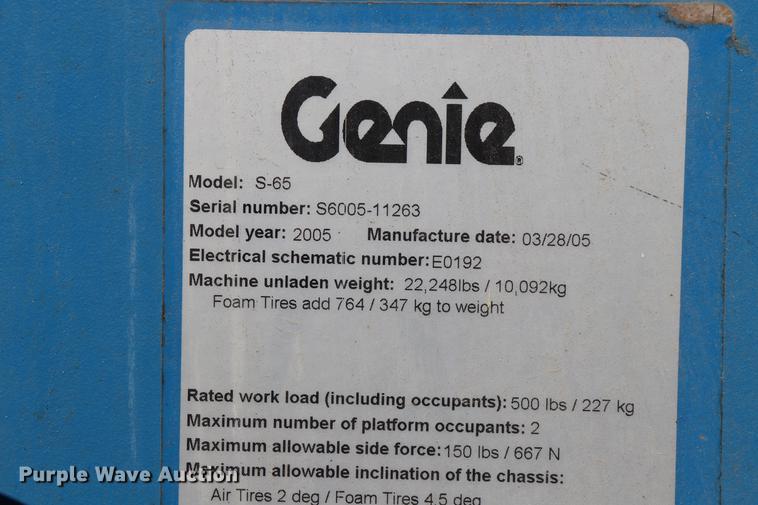 Genie®
Model: S-65
Serial number: S6005-11263
Model year: 2005 Manufacture date: 03/28/05
Electrical schematic number: E0192
Machine unladen weight: 22,248lbs / 10,092kg
Foam Tires add 764 / 347 kg to weight
Rated work load (including occupants): 500 lbs / 227 kg
Maximum number of platform occupants: 2
Maximum allowable side force: 150 lbs / 667 N
Maximum allowable inclination of the chassis:
Air Tires 2 deg / Foam Tires 4.5 deg
Purple Wave Auction